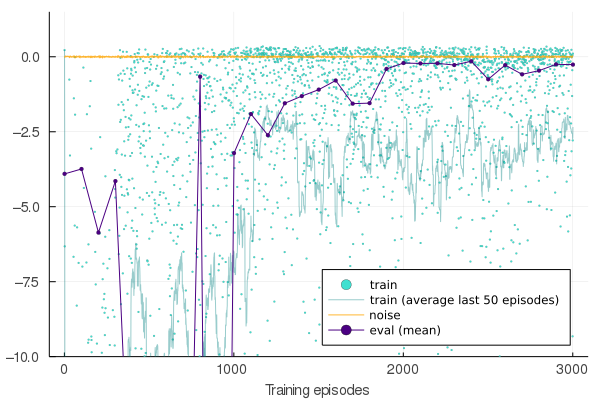 0.0
−2.5
−5.0
−7.5
−10.0
train
train (average last 50 episodes)
noise
eval (mean)
0
1000
2000
3000
Training episodes